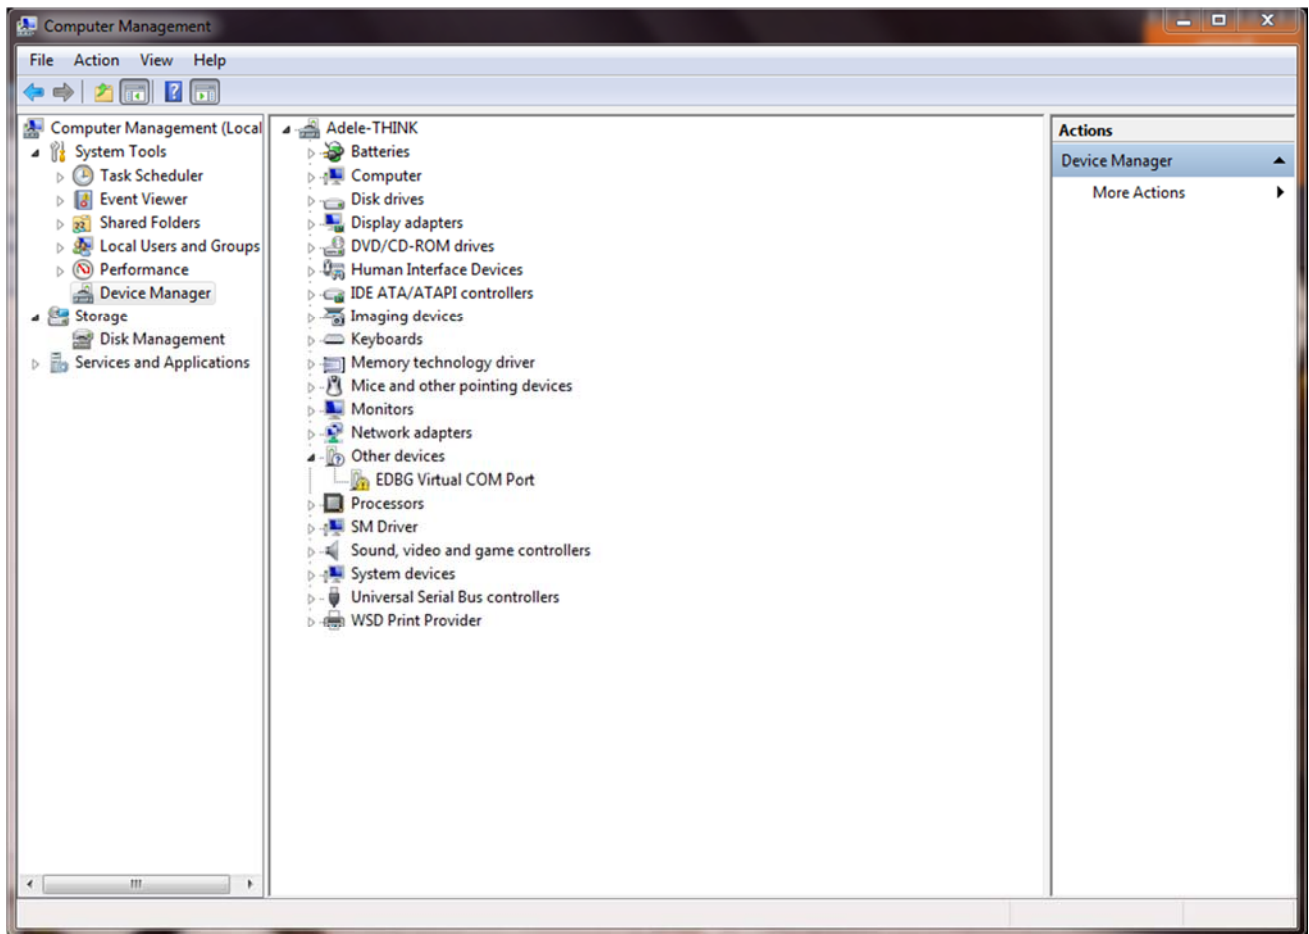 Computer Management
File Action View Help
Computer Management (Local
System Tools
Task Scheduler
Event Viewer
Shared Folders
Local Users and Groups
Performance
Device Manager
Storage
Disk Management
Services and Applications
Adele-THINK
Batteries
Computer
Disk drives
Display adapters
DVD/CD-ROM drives
Human Interface Devices
IDE ATA/ATAPI controllers
Imaging devices
Keyboards
Memory technology driver
Mice and other pointing devices
Monitors
Network adapters
Other devices
EDBG Virtual COM Port
Processors
SM Driver
Sound, video and game controllers
System devices
Universal Serial Bus controllers
WSD Print Provider
Actions
Device Manager
More Actions